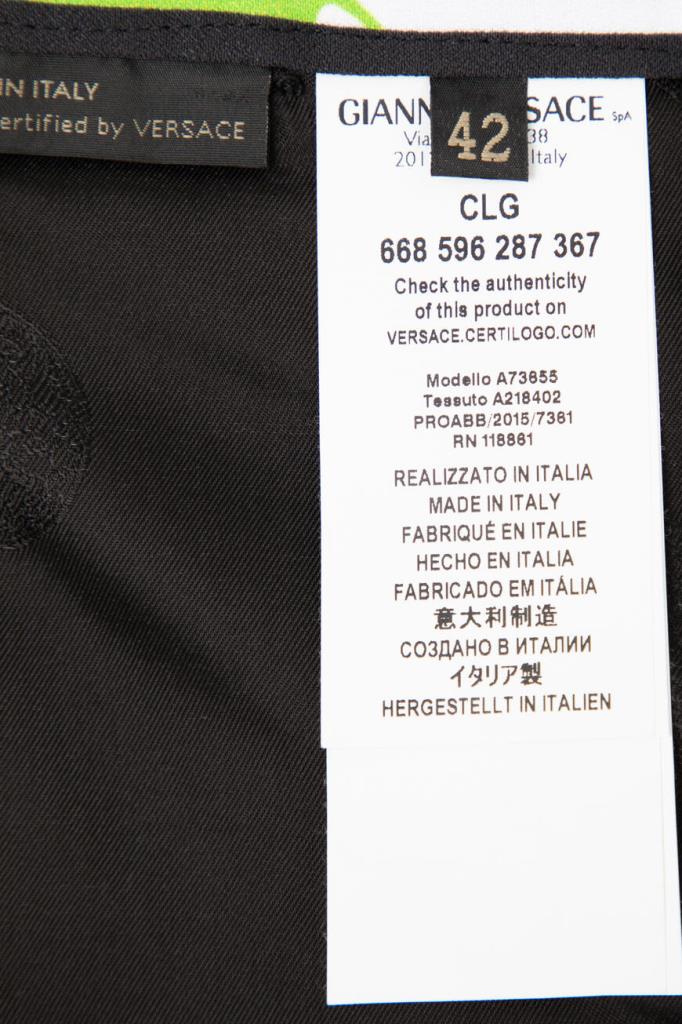 IN ITALY
ertified by VERSACE
42
GIANN SACE SpA
Via 38
201 Italy
CLG
668 596 287 367
Check the authenticity
of this product on
VERSACE.CERTILOGO.COM
Modello A73655
Tessuto A218402
PROABB/2015/7361
RN 118861
REALIZZATO IN ITALIA
MADE IN ITALY
FABRIQUÉ EN ITALIE
HECHO EN ITALIA
FABRICADO EM ITÁLIA
意大利制造
СОЗДАНО В ИТАЛИИ
イタリア製
HERGESTELLT IN ITALIEN